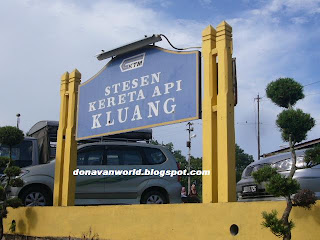 KTM
STESEN
KERETA API
KLUANG
donavanworld.blogspot.com